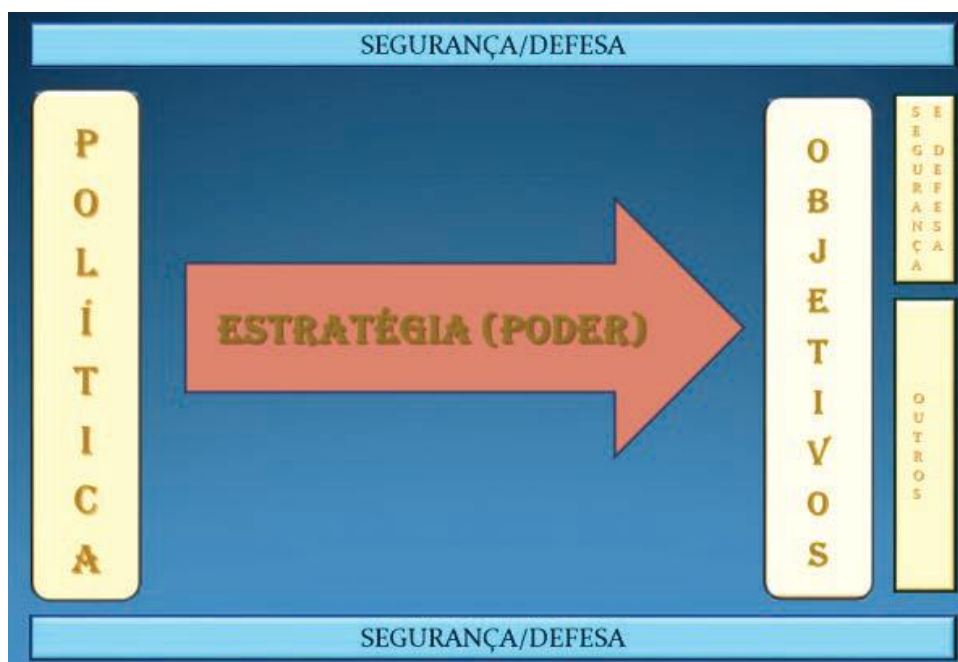 SEGURANÇA/DEFESA
POLÍTICA
ESTRATÉGIA (PODER)
OBJETIVOS
SEGURANÇA
E DEFESA
OUTROS
SEGURANÇA/DEFESA